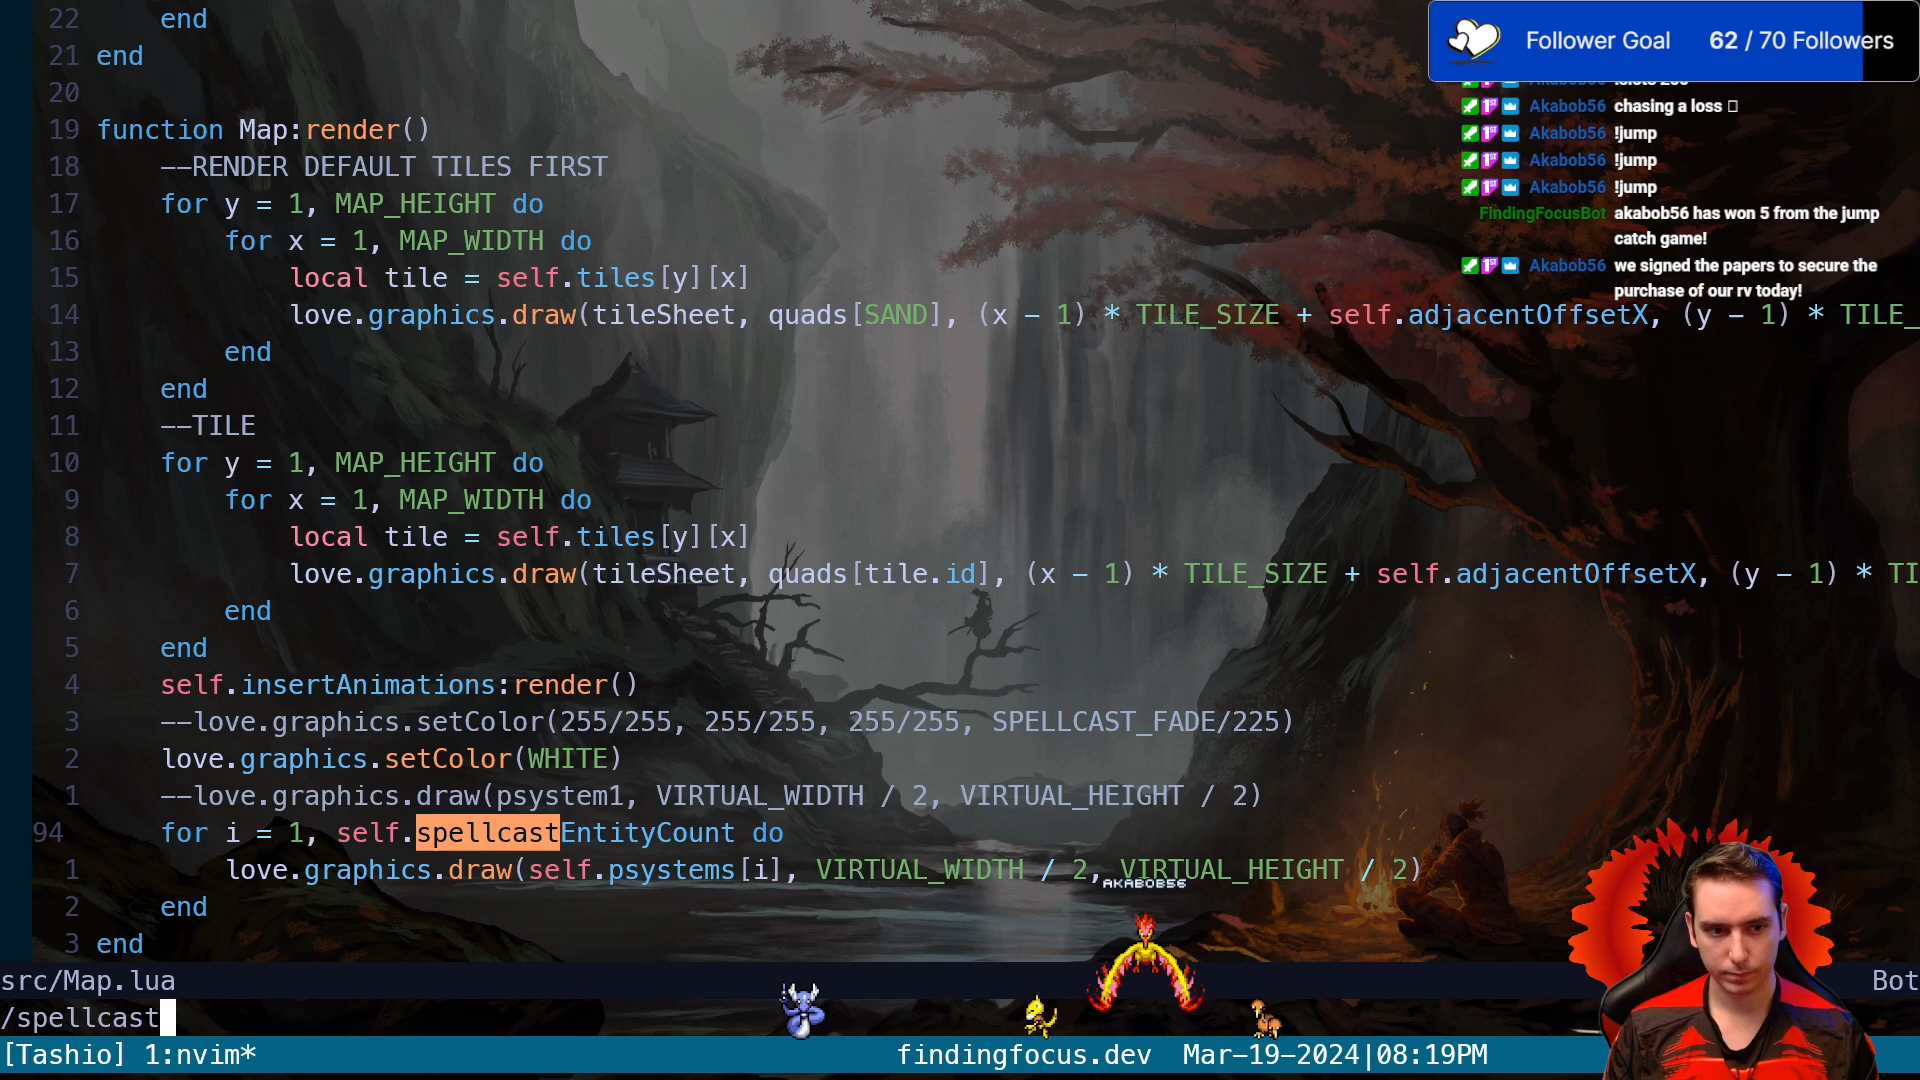 22 end
21 end
20
19 function Map:render()
18 --RENDER DEFAULT TILES FIRST
17 for y = 1, MAP_HEIGHT do
16 for x = 1, MAP_WIDTH do
15 local tile = self.tiles[y][x]
14 love.graphics.draw(tileSheet, quads[SAND], (x - 1) * TILE_SIZE + self.adjacentOffsetX, (y - 1) * TILE_
13 end
12 end
11 --TILE
10 for y = 1, MAP_HEIGHT do
9 for x = 1, MAP_WIDTH do
8 local tile = self.tiles[y][x]
7 love.graphics.draw(tileSheet, quads[tile.id], (x - 1) * TILE_SIZE + self.adjacentOffsetX, (y - 1) * TI
6 end
5 end
4 self.insertAnimations:render()
3 --love.graphics.setColor(255/255, 255/255, 255/255, SPELLCAST_FADE/225)
2 love.graphics.setColor(WHITE)
1 --love.graphics.draw(psystem1, VIRTUAL_WIDTH / 2, VIRTUAL_HEIGHT / 2)
94 for i = 1, self.spellcastEntityCount do
1 love.graphics.draw(self.psystems[i], VIRTUAL_WIDTH / 2, VIRTUAL_HEIGHT / 2)
2 end
3 end
src/Map.lua Bot
/spellcast
[Tashio] 1:nvim* findingfocus.dev Mar-19-2024|08:19PM
Follower Goal 62 / 70 Followers
Akabob56 chasing a loss
Akabob56 !jump
Akabob56 !jump
Akabob56 !jump
FindingFocusBot akabob56 has won 5 from the jump
catch game!
Akabob56 we signed the papers to secure the
purchase of our rv today!
AKABOB56